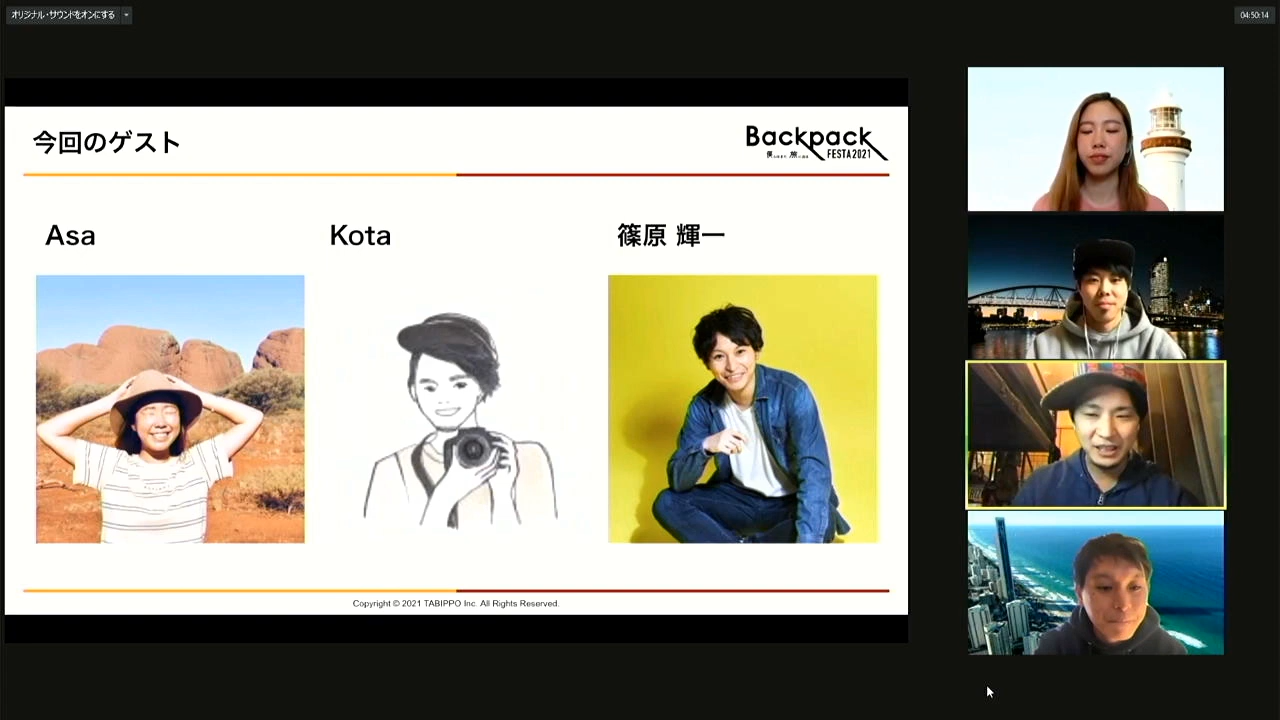 オリジナル・サウンドをオンにする
04:50:14
今回のゲスト
Backpack
FESTA2021
Asa
Kota
篠原 輝一
Copyright © 2021 TABIPPO Inc. All Rights Reserved.